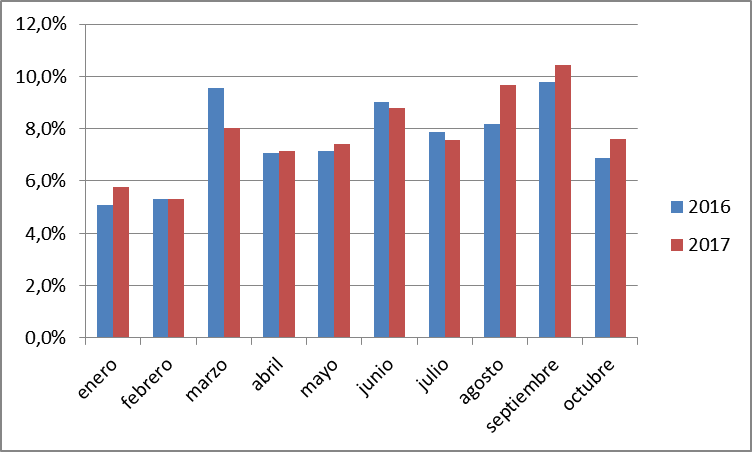 12,0%
10,0%
8,0%
6,0%
4,0%
2,0%
0,0%
enero
febrero
marzo
abril
mayo
junio
julio
agosto
septiembre
octubre
2016
2017